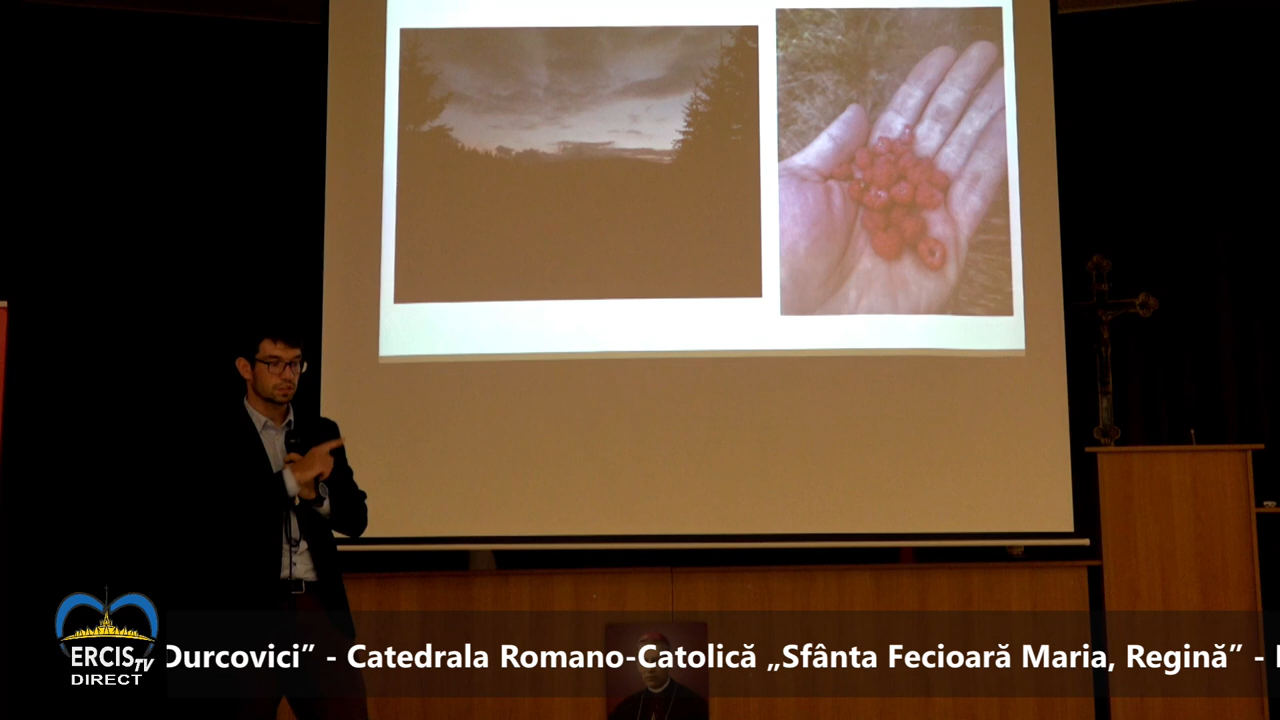 ERCIS TV
DIRECT
Durcovici” - Catedrala Romano-Catolică „Sfânta Fecioară Maria, Regină” -